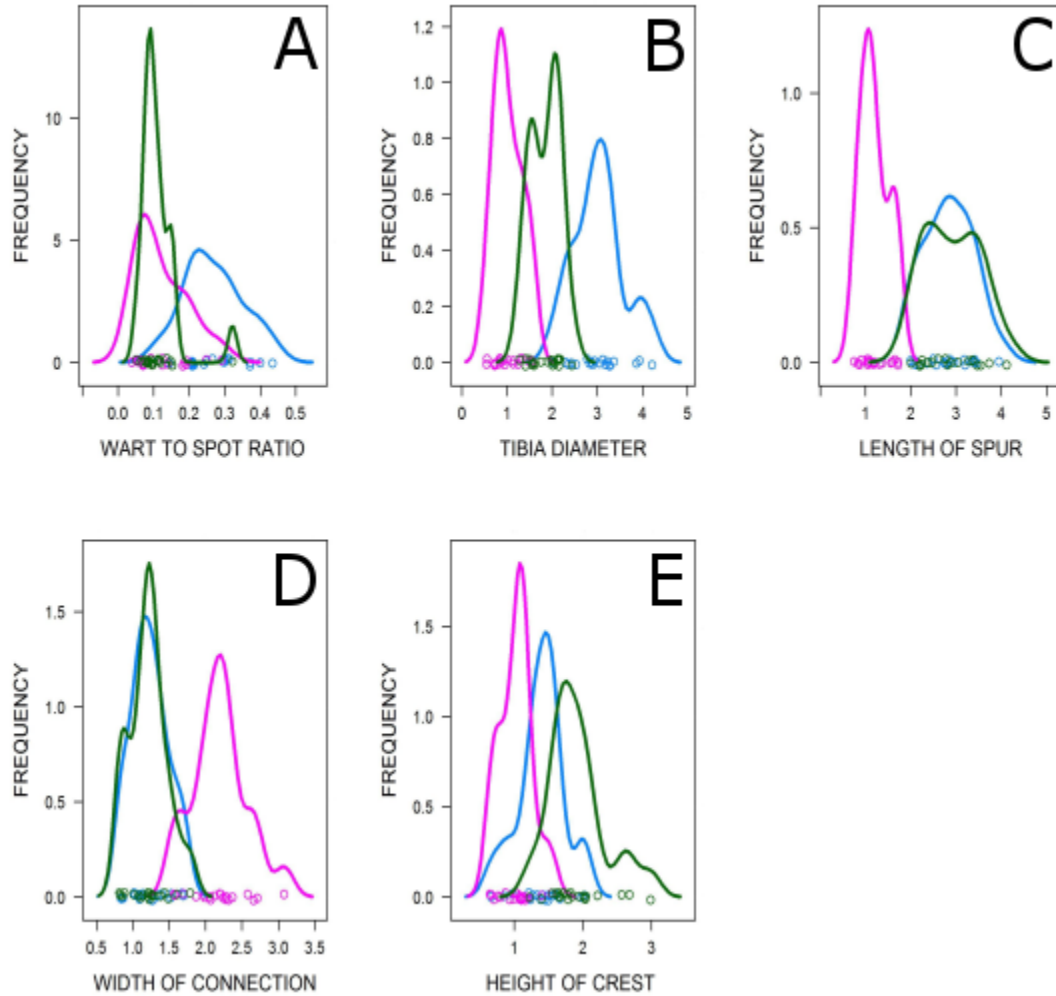 A
FREQUENCY
10
5
0
0.0 0.1 0.2 0.3 0.4 0.5
WART TO SPOT RATIO
B
FREQUENCY
1.2
1.0
0.8
0.6
0.4
0.2
0.0
0 1 2 3 4 5
TIBIA DIAMETER
C
FREQUENCY
1.0
0.5
0.0
1 2 3 4 5
LENGTH OF SPUR
D
FREQUENCY
1.5
1.0
0.5
0.0
0.5 1.0 1.5 2.0 2.5 3.0 3.5
WIDTH OF CONNECTION
E
FREQUENCY
1.5
1.0
0.5
0.0
1 2 3
HEIGHT OF CREST